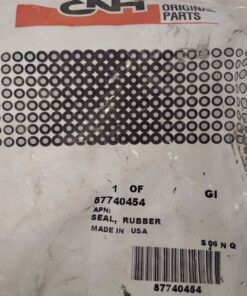 CNH
ORIGINAL
PARTS
1 OF GI
87740454
APN:
SEAL, RUBBER
MADE IN USA
S 06 N Q
87740454